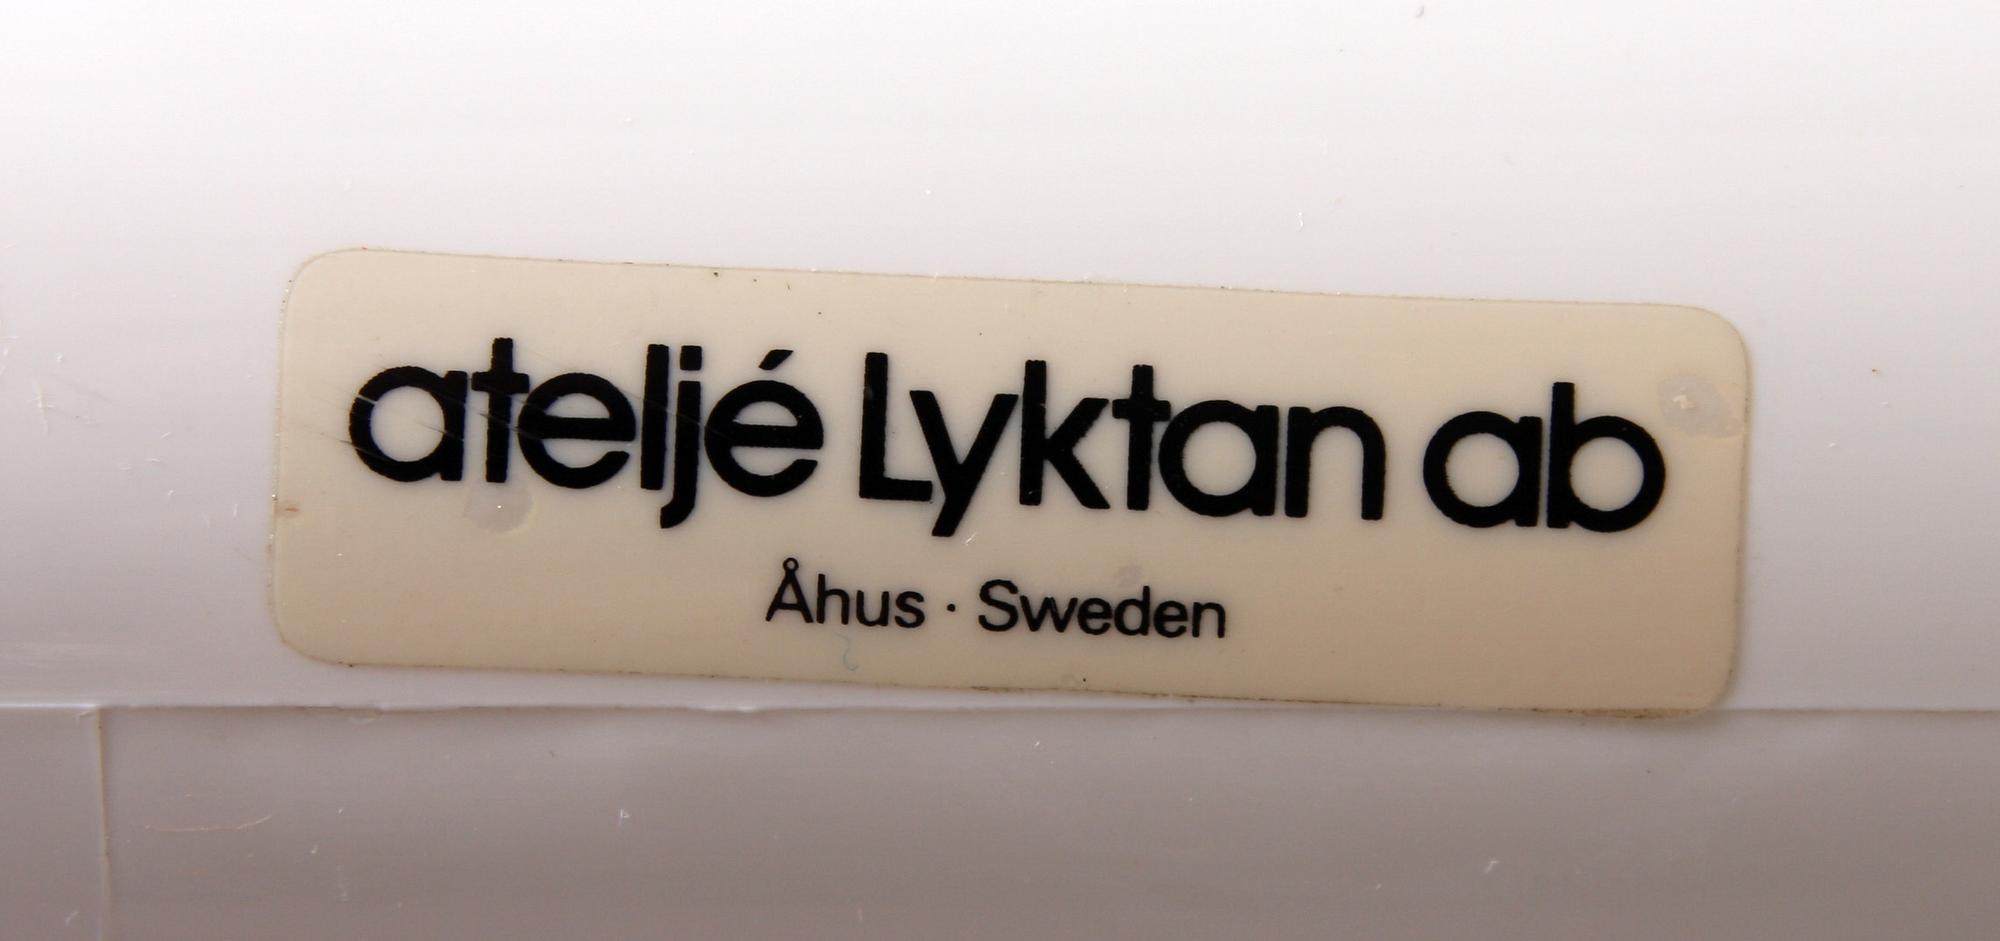 ateljé Lyktan ab
Åhus · Sweden